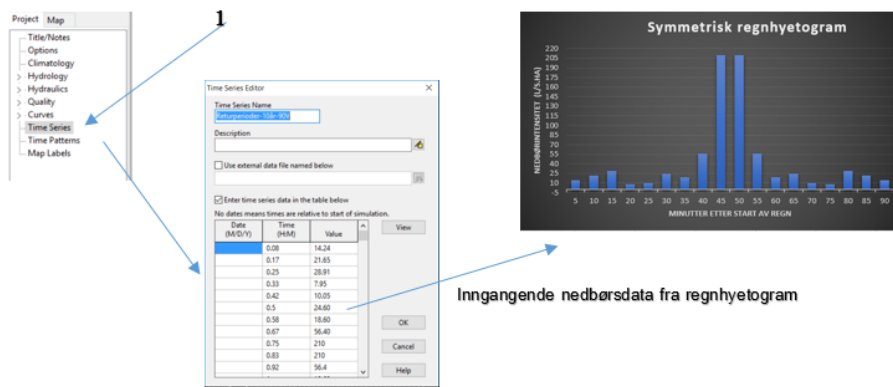 Project Map
Title/Notes
Options
Climatology
Hydrology
Hydraulics
Quality
Curves
Time Series
Time Patterns
Map Labels
1
Time Series Editor
Time Series Name
Returperioder-10år-90V
Description
Use external data file named below
Enter time series data in the table below
No dates means times are relative to start of simulation.
Date (M/D/Y) Time (H:M) Value
0.08 14.24
0.17 21.65
0.25 28.91
0.33 7.95
0.42 10.05
0.5 24.60
0.58 18.60
0.67 56.40
0.75 210
0.83 210
0.92 56.4
View
OK
Cancel
Help
Symmetrisk regnhyetogram
NEDBØRINTENSITET (L/S.HA)
220
205
190
175
160
145
130
115
100
85
70
55
40
25
10
-5
5 10 15 20 25 30 35 40 45 50 55 60 65 70 75 80 85 90
MINUTTER ETTER START AV REGN
Inngangende nedbørsdata fra regnhyetogram